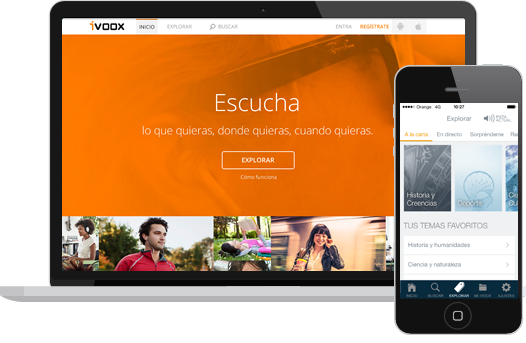 iVOOX INICIO EXPLORAR BUSCAR ENTRA REGÍSTRATE
Escucha
lo que quieras, donde quieras, cuando quieras.
EXPLORAR
Cómo funciona
Orange 4G 10:27
Explorar
A la carta En directo Sorpréndeme
Historia y
Creencias
Deportes
TUS TEMAS FAVORITOS
Historia y humanidades
Ciencia y naturaleza
INICIO BUSCAR EXPLORAR MI IVOOX AJUSTES